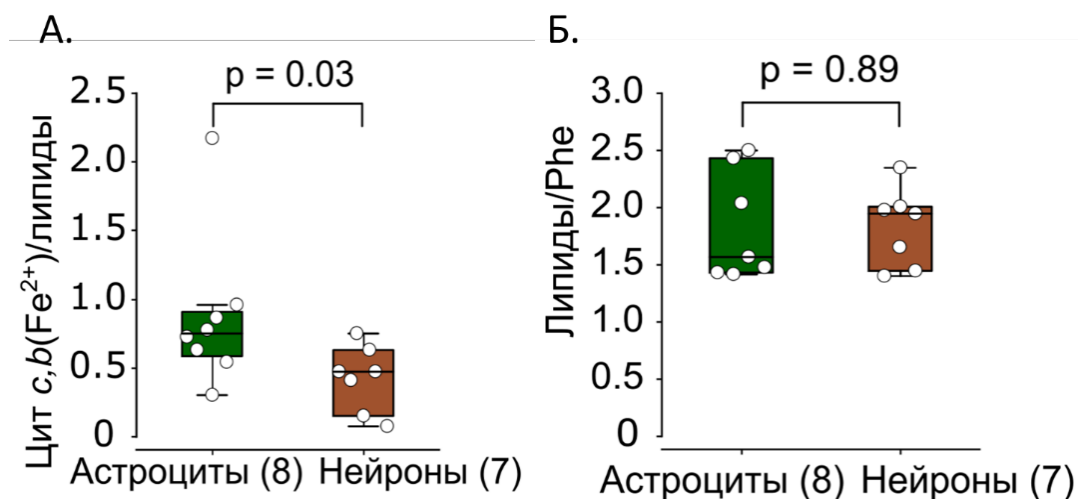 А.
p = 0.03
Цит c,b(Fe²⁺)/липиды
2.5
2.0
1.5
1.0
0.5
0
Астроциты (8) Нейроны (7)
Б.
p = 0.89
Липиды/Phe
3.0
2.5
2.0
1.5
1.0
0.5
0
Астроциты (8) Нейроны (7)